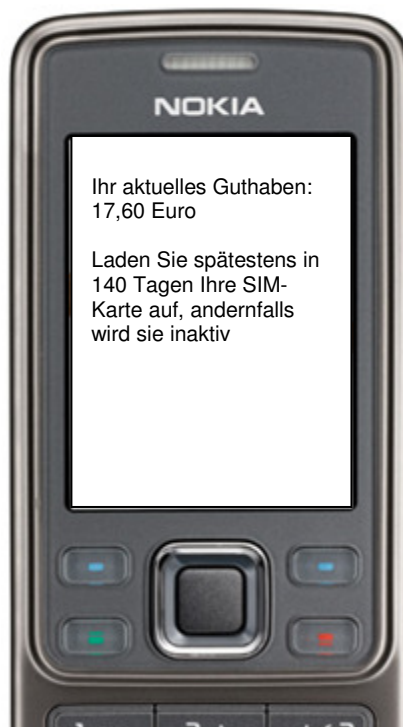 NOKIA
Ihr aktuelles Guthaben:
17,60 Euro
Laden Sie spätestens in
140 Tagen Ihre SIM-
Karte auf, andernfalls
wird sie inaktiv